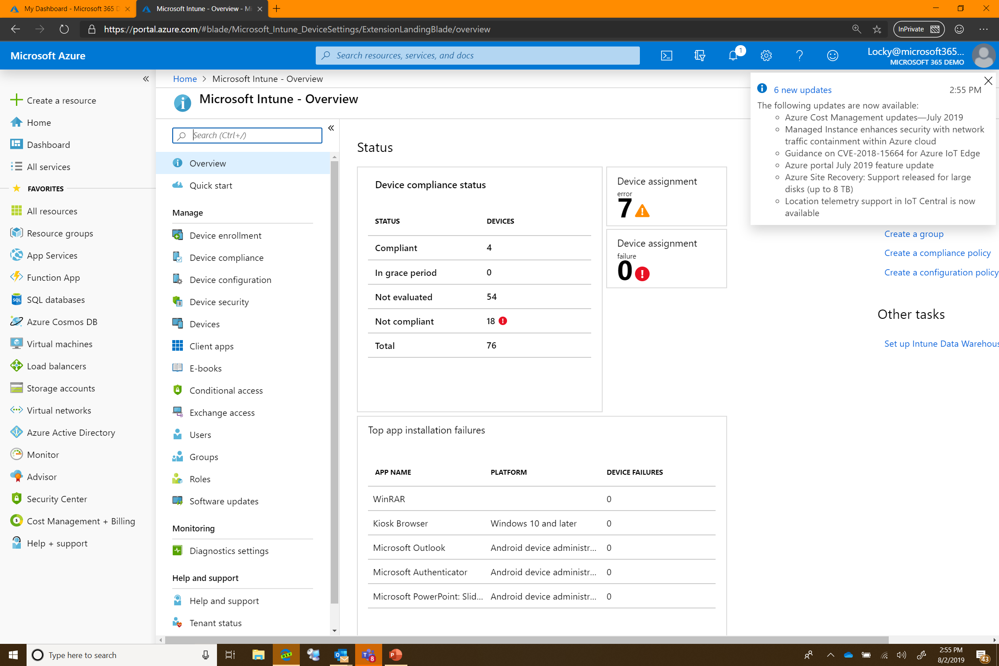 My Dashboard - Microsoft 365 D
Microsoft Intune - Overview - Mi
https://portal.azure.com/#blade/Microsoft_Intune_DeviceSettings/ExtensionLandingBlade/overview
InPrivate
Microsoft Azure
Search resources, services, and docs
1
Locky@microsoft365...
MICROSOFT 365 DEMO
Create a resource
Home
Dashboard
All services
FAVORITES
All resources
Resource groups
App Services
Function App
SQL
SQL databases
Azure Cosmos DB
Virtual machines
Load balancers
Storage accounts
Virtual networks
Azure Active Directory
Monitor
Advisor
Security Center
Cost Management + Billing
Help + support
Home > Microsoft Intune - Overview
Microsoft Intune - Overview
Search (Ctrl+/)
Overview
Quick start
Manage
Device enrollment
Device compliance
Device configuration
Device security
Devices
Client apps
E-books
Conditional access
Exchange access
Users
Groups
Roles
Software updates
Monitoring
Diagnostics settings
Help and support
Help and support
Tenant status
Status
Device compliance status
STATUS DEVICES
Compliant 4
In grace period 0
Not evaluated 54
Not compliant 18
Total 76
Device assignment
error
7
Device assignment
failure
0
Top app installation failures
APP NAME PLATFORM DEVICE FAILURES
WinRAR 0
Kiosk Browser Windows 10 and later 0
Microsoft Outlook Android device administr... 0
Microsoft Authenticator Android device administr... 0
Microsoft PowerPoint: Slid... Android device administr... 0
6 new updates 2:55 PM
The following updates are now available:
Azure Cost Management updates—July 2019
Managed Instance enhances security with network
traffic containment within Azure cloud
Guidance on CVE-2018-15664 for Azure IoT Edge
Azure portal July 2019 feature update
Azure Site Recovery: Support released for large
disks (up to 8 TB)
Location telemetry support in IoT Central is now
available
Create a group
Create a compliance policy
Create a configuration policy
Other tasks
Set up Intune Data Warehous
Type here to search
DEV
8
2:55 PM
8/2/2019
43